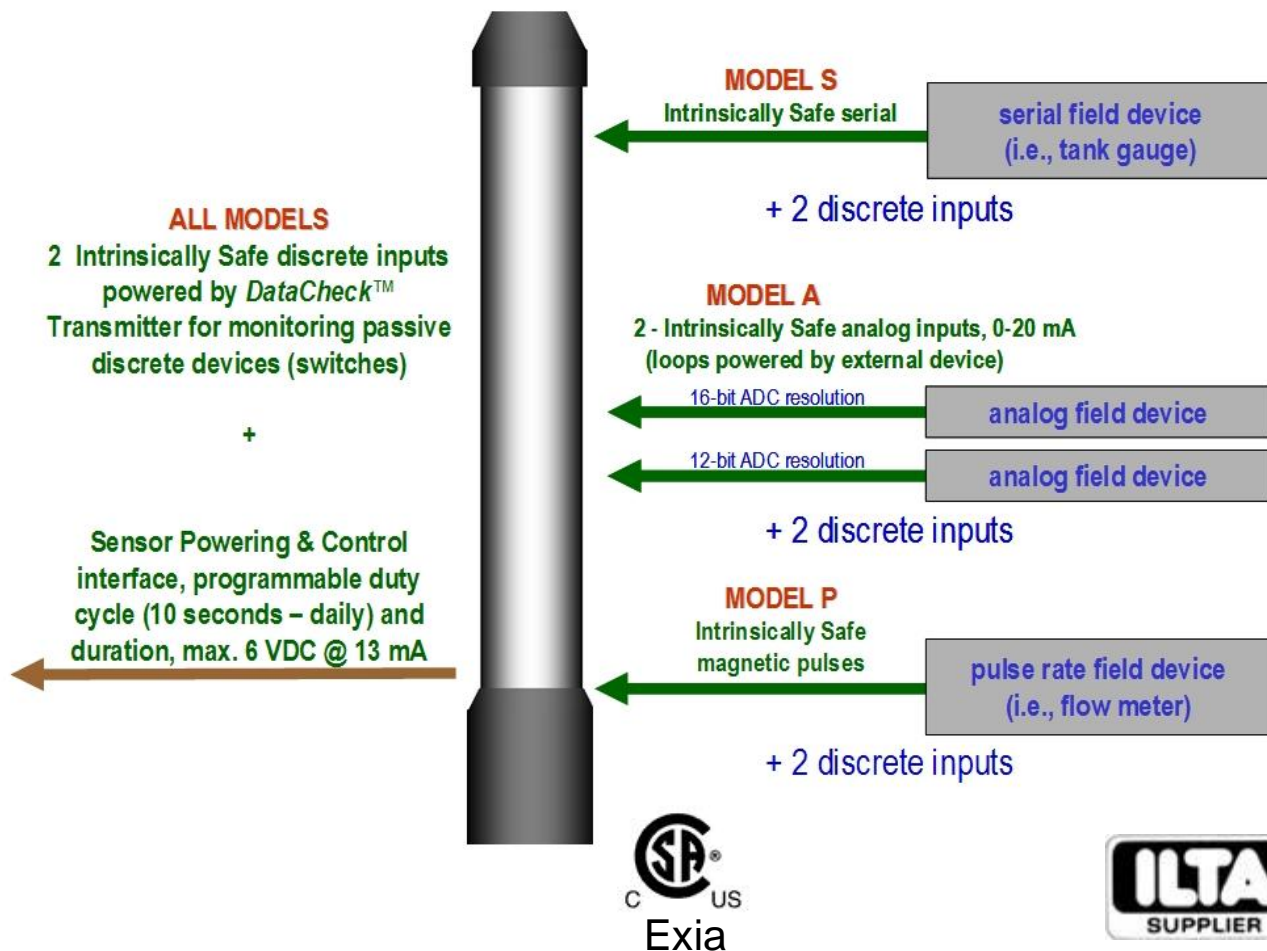 ALL MODELS
2 Intrinsically Safe discrete inputs
powered by DataCheck™
Transmitter for monitoring passive
discrete devices (switches)
+
Sensor Powering & Control
interface, programmable duty
cycle (10 seconds – daily) and
duration, max. 6 VDC @ 13 mA
MODEL S
Intrinsically Safe serial
serial field device
(i.e., tank gauge)
+ 2 discrete inputs
MODEL A
2 - Intrinsically Safe analog inputs, 0-20 mA
(loops powered by external device)
16-bit ADC resolution
analog field device
12-bit ADC resolution
analog field device
+ 2 discrete inputs
MODEL P
Intrinsically Safe
magnetic pulses
pulse rate field device
(i.e., flow meter)
+ 2 discrete inputs
CSA®
C US
Exia
ILTA
SUPPLIER